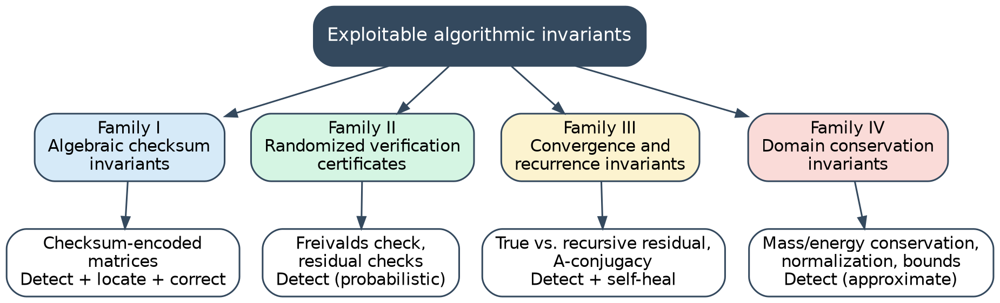 Exploitable algorithmic invariants
Family I
Algebraic checksum
invariants
Family II
Randomized verification
certificates
Family III
Convergence and
recurrence invariants
Family IV
Domain conservation
invariants
Checksum-encoded
matrices
Detect + locate + correct
Freivalds check,
residual checks
Detect (probabilistic)
True vs. recursive residual,
A-conjugacy
Detect + self-heal
Mass/energy conservation,
normalization, bounds
Detect (approximate)